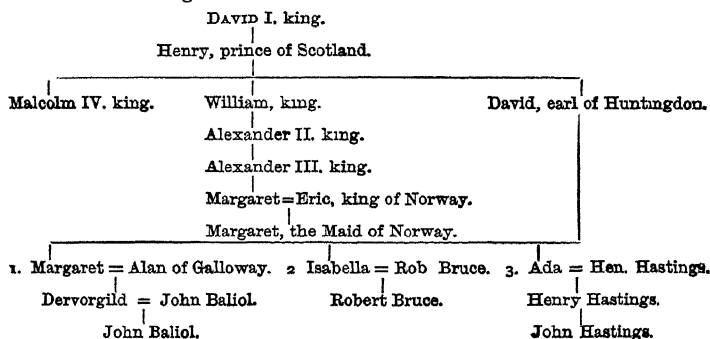 DAVID I. king.
Henry, prince of Scotland.
Malcolm IV. king. William, king. David, earl of Huntingdon.
Alexander II. king.
Alexander III. king.
Margaret=Eric, king of Norway.
Margaret, the Maid of Norway.
1. Margaret = Alan of Galloway. 2 Isabella = Rob Bruce. 3. Ada = Hen. Hastings.
Dervorgild = John Baliol. Robert Bruce. Henry Hastings.
John Baliol. John Hastings.